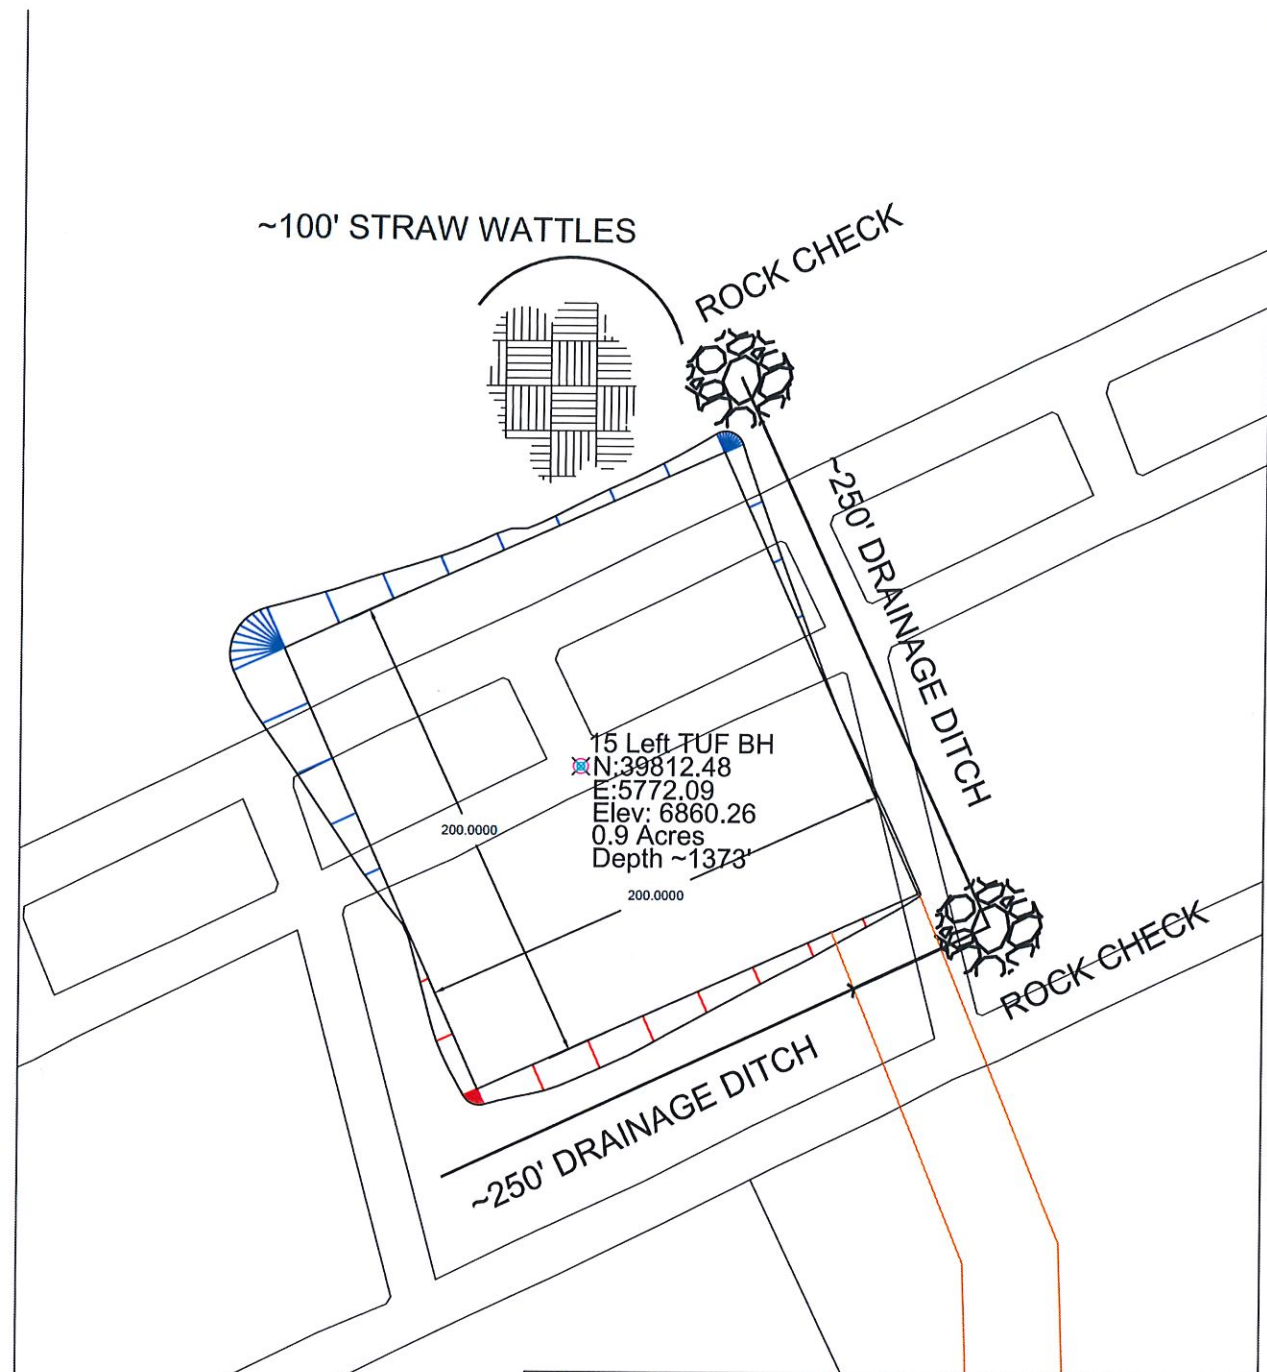 ~100' STRAW WATTLES
ROCK CHECK
~250' DRAINAGE DITCH
15 Left TUF BH
N:39812.48
E:5772.09
Elev: 6860.26
0.9 Acres
Depth ~1373'
200.0000
200.0000
ROCK CHECK
~250' DRAINAGE DITCH